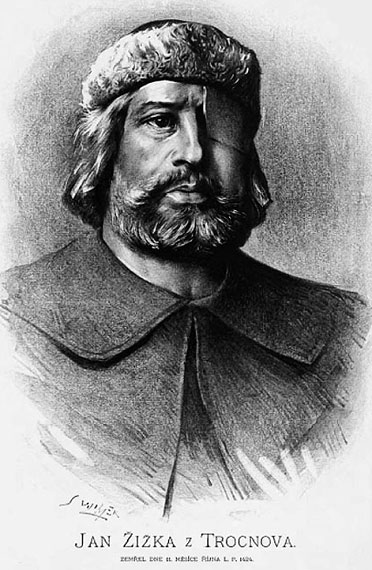 JAN ŽIŽKA Z TROCNOVA.
ZEMŘEL DNE 11. MĚSÍCE ŘÍJNA L. P. 1424.